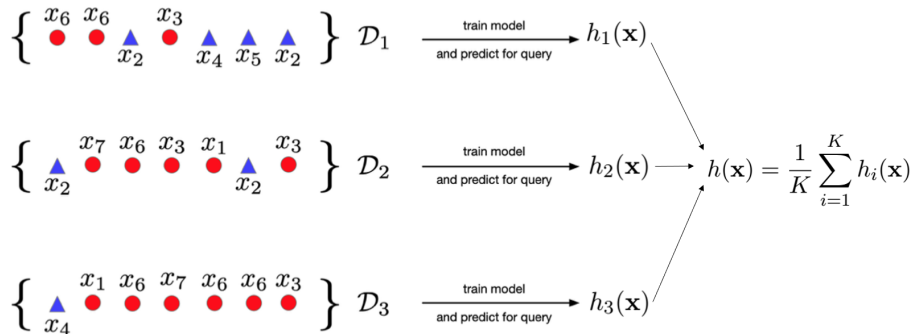 { x₆ x₆ x₂ x₃ x₄ x₅ x₂ } 𝒟₁ train model and predict for query h₁(𝐱)
{ x₂ x₇ x₆ x₃ x₁ x₂ x₃ } 𝒟₂ train model and predict for query h₂(𝐱)
h(𝐱) = 1/K ∑_{i=1}^{K} hᵢ(𝐱)
{ x₄ x₁ x₆ x₇ x₆ x₆ x₃ } 𝒟₃ train model and predict for query h₃(𝐱)